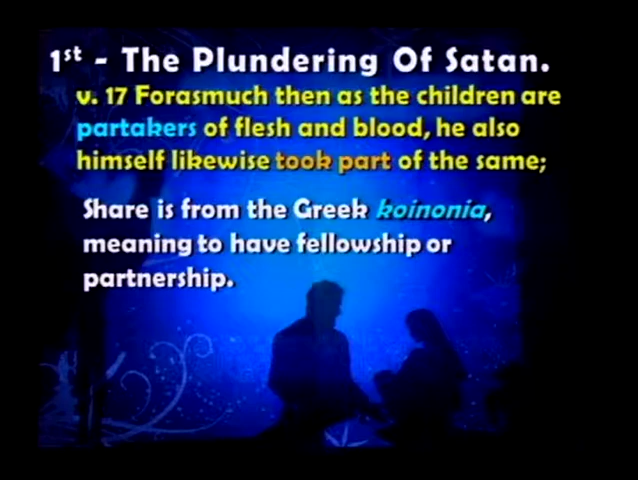 1st - The Plundering Of Satan.
v. 17 Forasmuch then as the children are
partakers of flesh and blood, he also
himself likewise took part of the same;
Share is from the Greek koinonia,
meaning to have fellowship or
partnership.